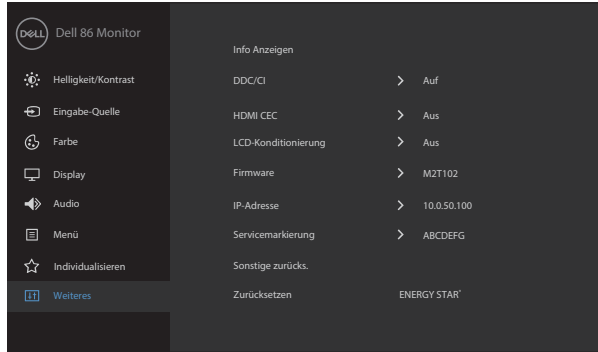 DELL
Dell 86 Monitor
Helligkeit/Kontrast
Eingabe-Quelle
Farbe
Display
Audio
Menü
Individualisieren
Weiteres
Info Anzeigen
DDC/CI > Auf
HDMI CEC > Aus
LCD-Konditionierung > Aus
Firmware > M2T102
IP-Adresse > 10.0.50.100
Servicemarkierung > ABCDEFG
Sonstige zurücks.
Zurücksetzen ENERGY STAR®